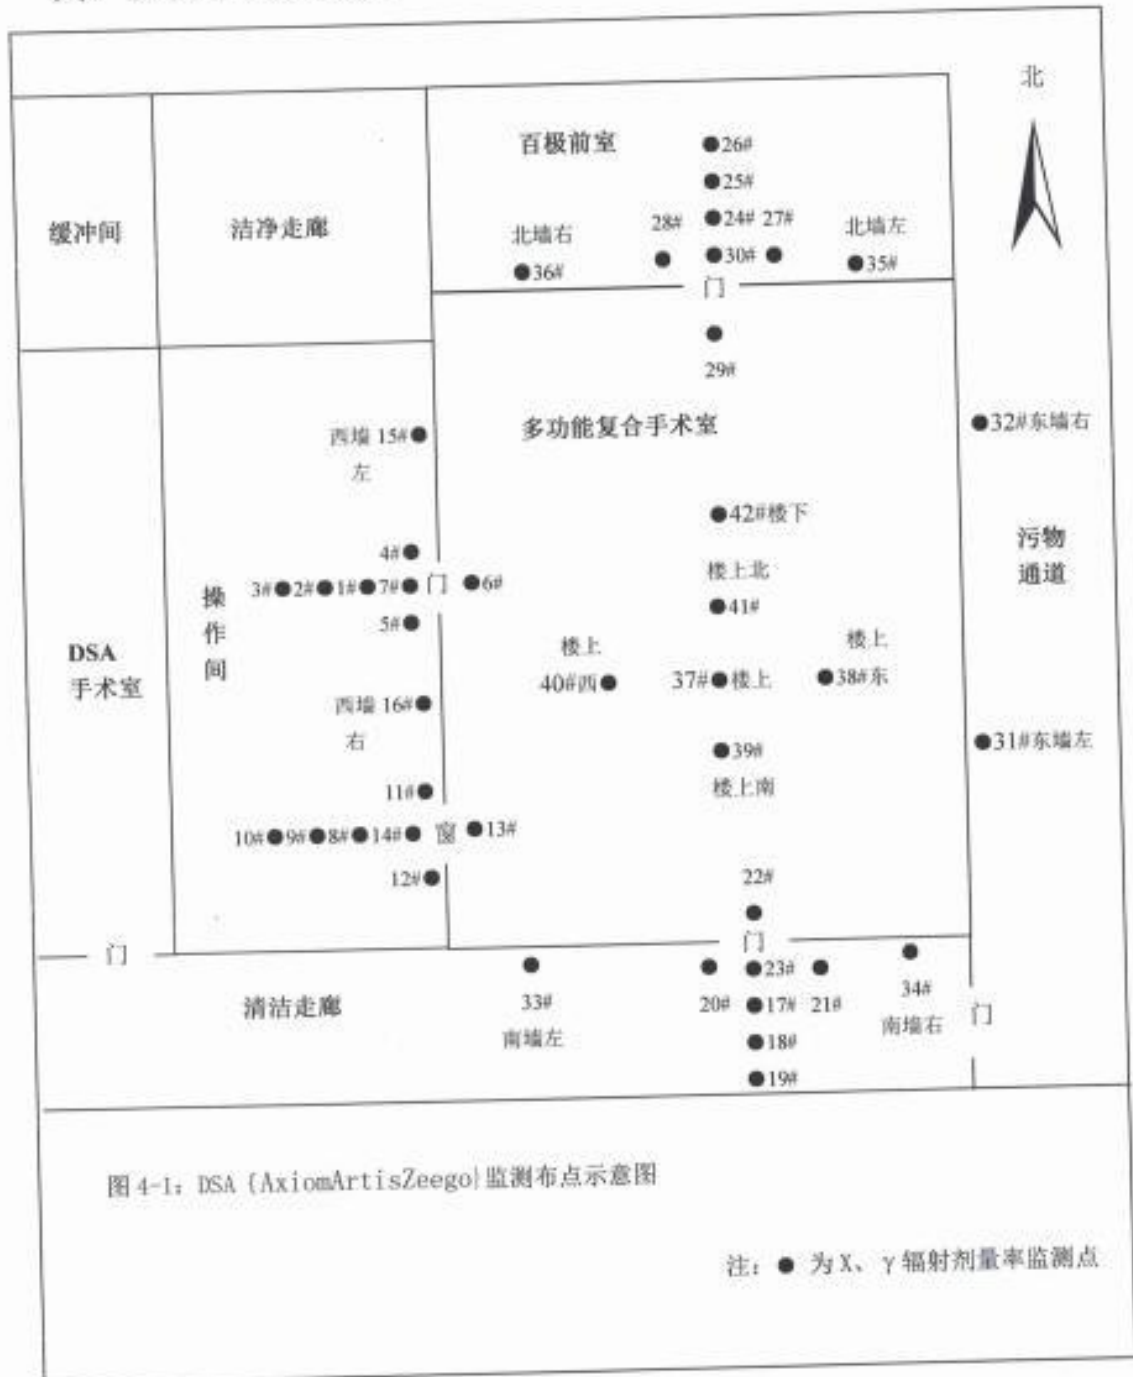 北
百极前室
26#
25#
24# 27#
28#
30#
北墙右
36#
北墙左
35#
门
29#
缓冲间
洁净走廊
多功能复合手术室
32#东墙右
西墙 15#
左
42#楼下
污物
通道
4#
3# 2# 1# 7# 门 6#
5#
操
作
间
楼上北
41#
DSA
手术室
楼上
40#西
37# 楼上
楼上
38#东
西墙 16#
右
39#
楼上南
31#东墙左
11#
10# 9# 8# 14# 窗 13#
12#
22#
门
门
23#
20# 17# 21#
18#
19#
清洁走廊
33#
南墙左
34#
南墙右
门
图 4-1：DSA{AxiomArtisZeego}监测布点示意图
注：● 为 X、γ辐射剂量率监测点